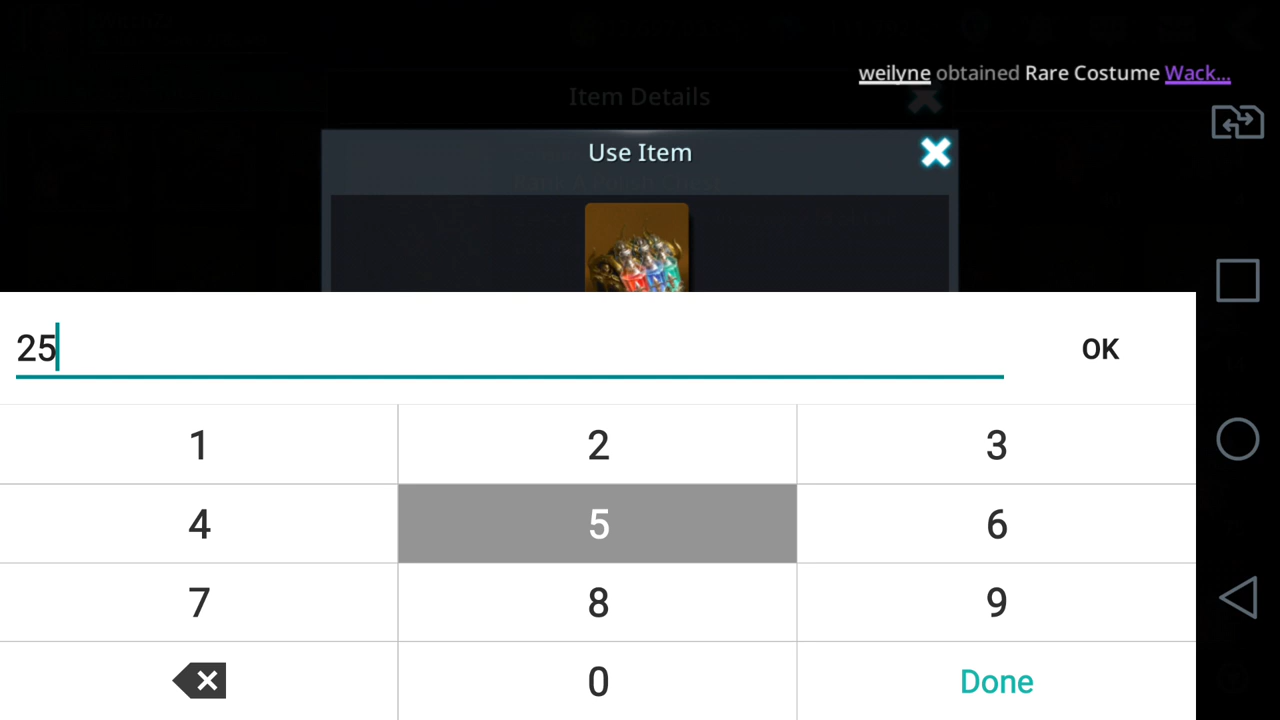 weilyne obtained Rare Costume Wack...
Item Details
Use Item
25
OK
1 2 3
4 5 6
7 8 9
0 Done